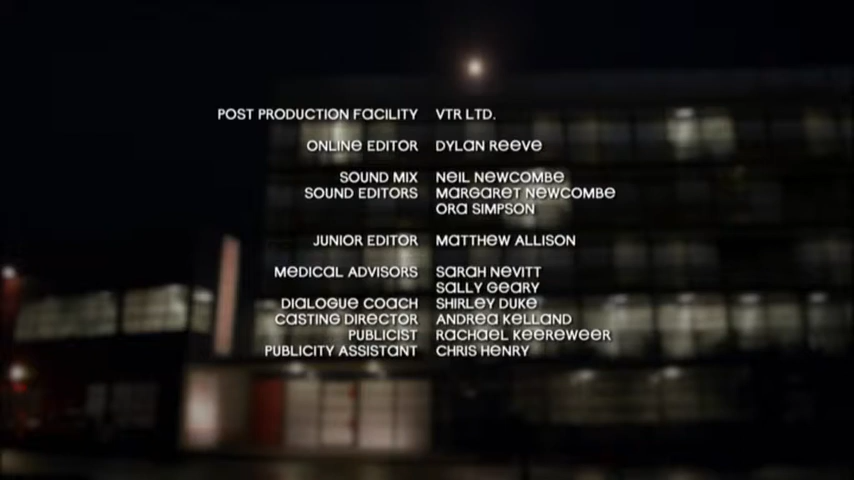 POST PRODUCTION FACILITY VTR LTD.
ONLINE EDITOR DYLAN REEVE
SOUND MIX NEIL NEWCOMBE
SOUND EDITORS MARGARET NEWCOMBE
ORA SIMPSON
JUNIOR EDITOR MATTHEW ALLISON
MEDICAL ADVISORS SARAH NEVITT
SALLY GEARY
DIALOGUE COACH SHIRLEY DUKE
CASTING DIRECTOR ANDREA KELLAND
PUBLICIST RACHAEL KEEREWEER
PUBLICITY ASSISTANT CHRIS HENRY